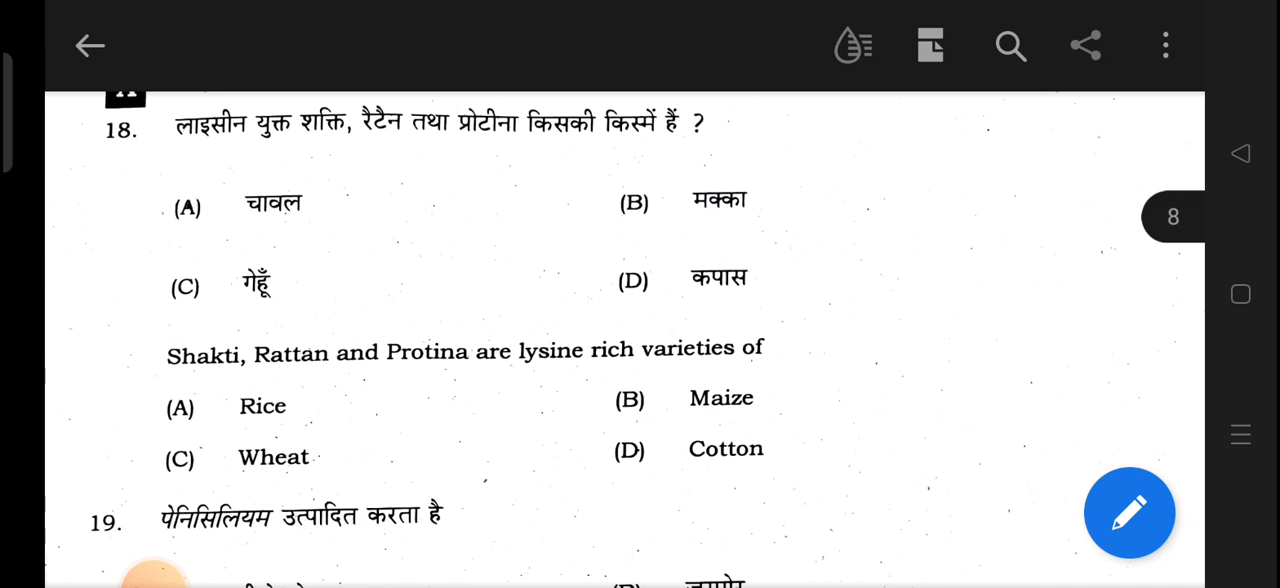 18. लाइसीन युक्त शक्ति, रैटैन तथा प्रोटीना किसकी किस्में हैं ?
(A) चावल (B) मक्का
8
(C) गेहूँ (D) कपास
Shakti, Rattan and Protina are lysine rich varieties of
(A) Rice (B) Maize
(C) Wheat (D) Cotton
19. पेनिसिलियम उत्पादित करता है